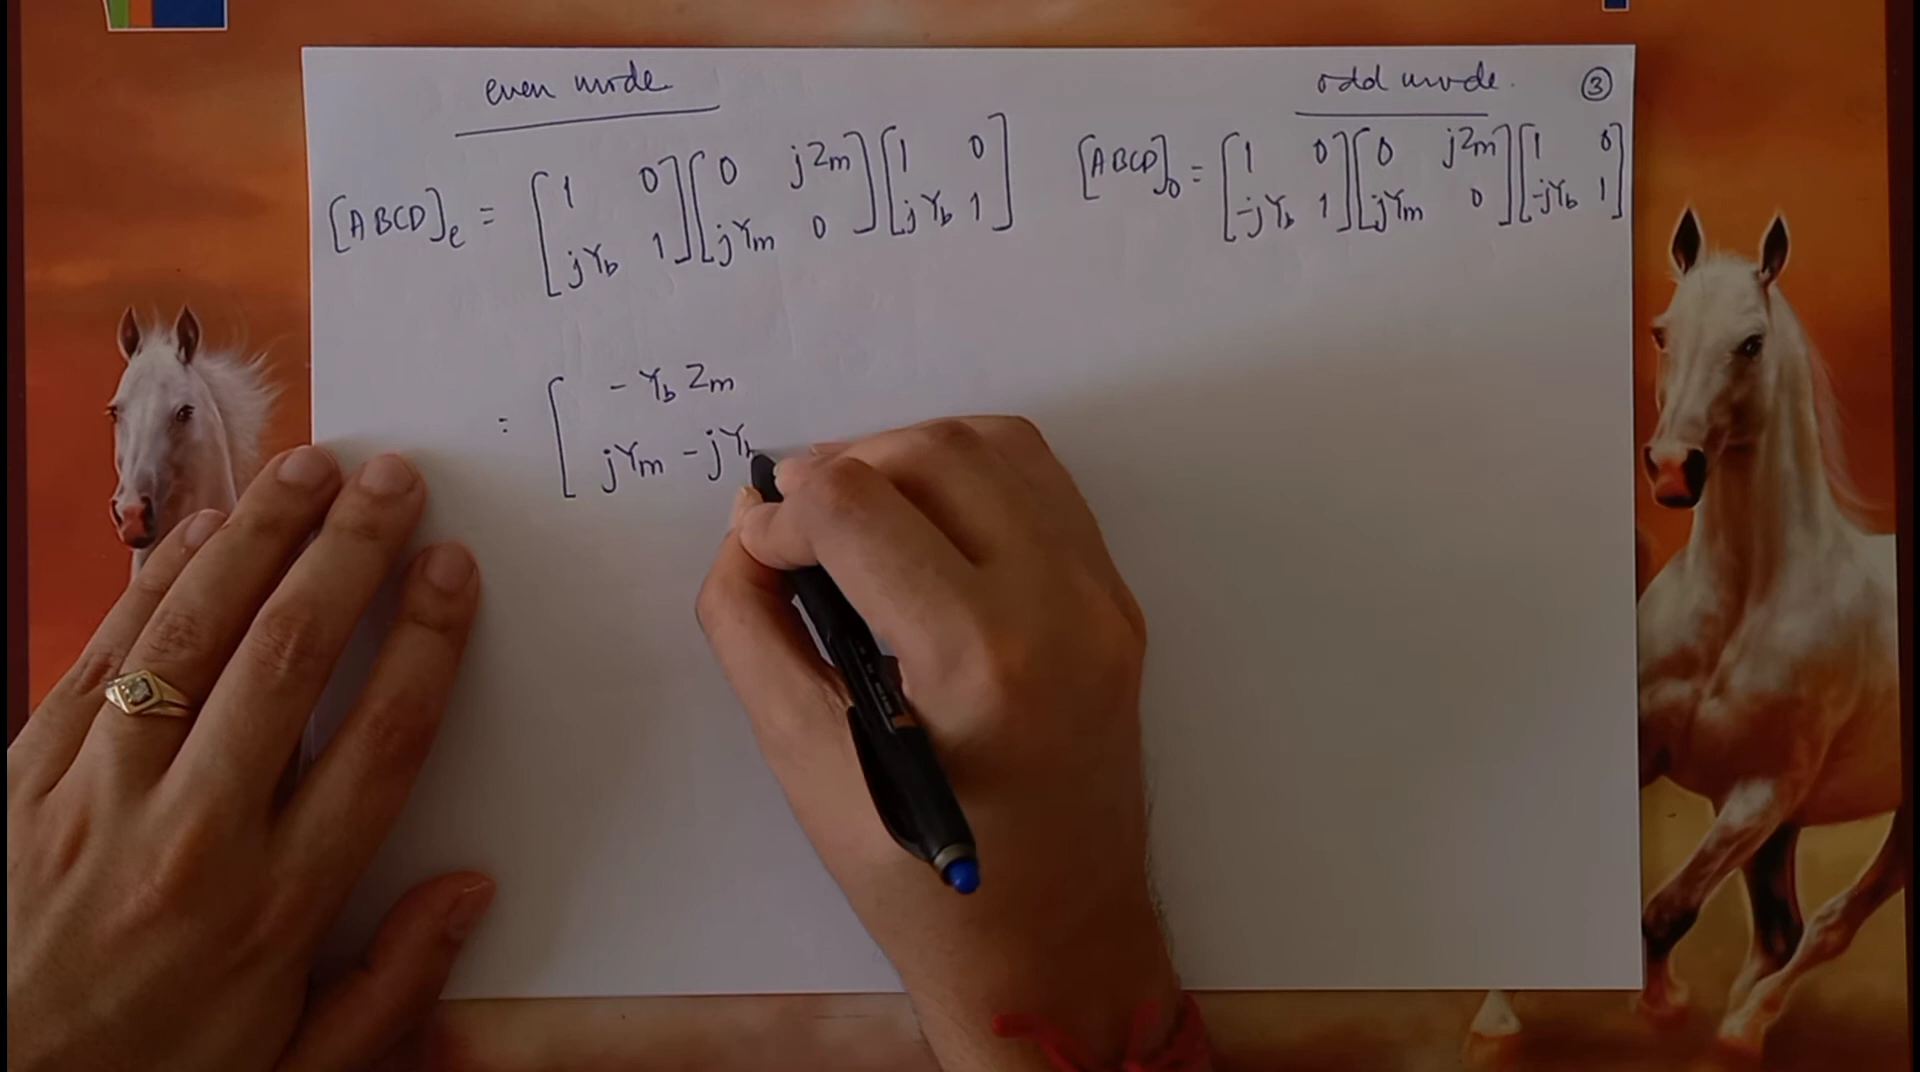 even mode
odd mode.
③
[ABCD]e = [1 0 jYb 1] [0 jZm jYm 0] [1 0 jYb 1]
[ABCD]o = [1 0 -jYb 1] [0 jZm jYm 0] [1 0 -jYb 1]
= [ - Yb Zm
jYm - jY